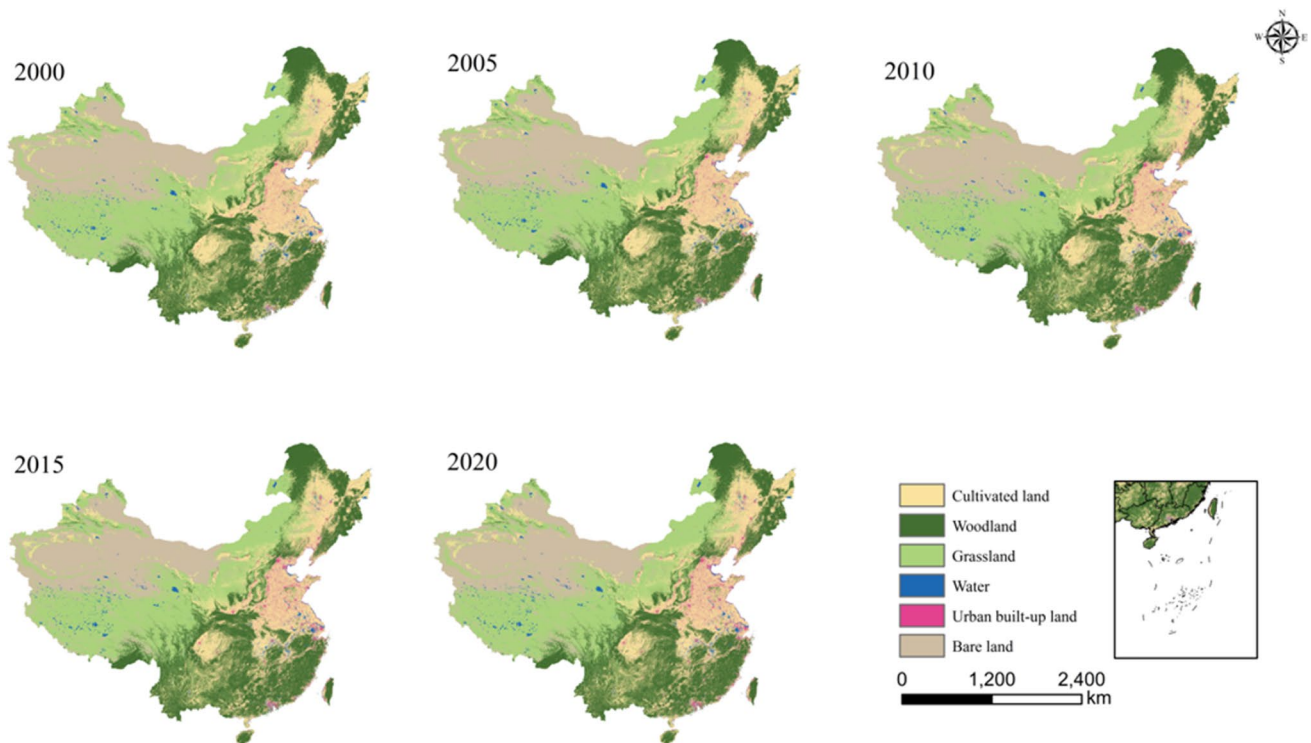 N
W E
S
2000
2005
2010
2015
2020
Cultivated land
Woodland
Grassland
Water
Urban built-up land
Bare land
0 1,200 2,400
km